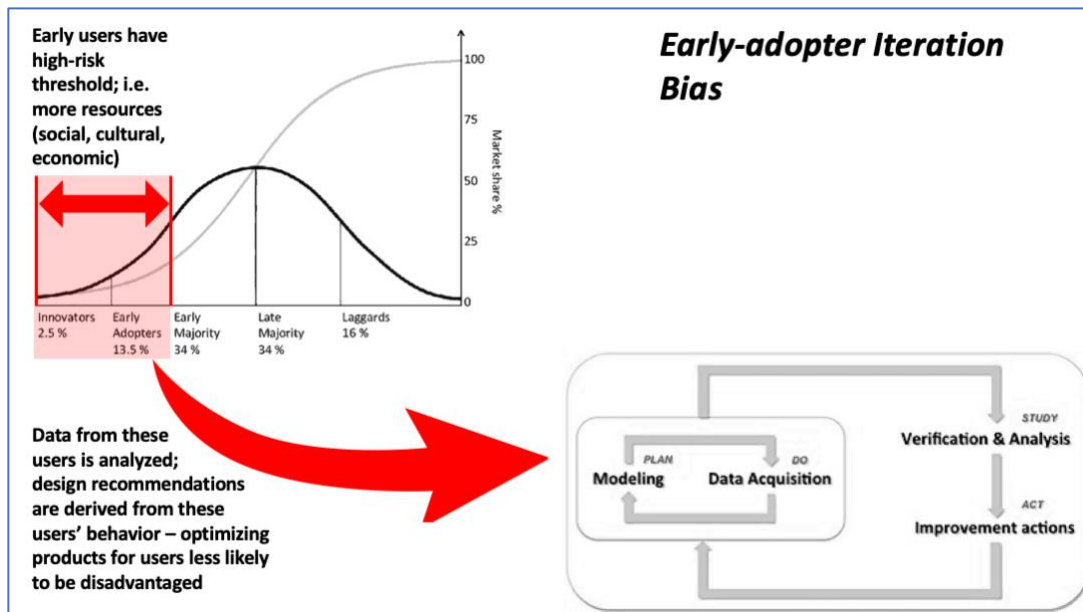 Early users have
high-risk
threshold; i.e.
more resources
(social, cultural,
economic)
Early-adopter Iteration
Bias
100
75
50
25
0
Market share %
Innovators
2.5 %
Early
Adopters
13.5 %
Early
Majority
34 %
Late
Majority
34 %
Laggards
16 %
Data from these
users is analyzed;
design recommendations
are derived from these
users' behavior – optimizing
products for users less likely
to be disadvantaged
PLAN
Modeling
DO
Data Acquisition
STUDY
Verification & Analysis
ACT
Improvement actions